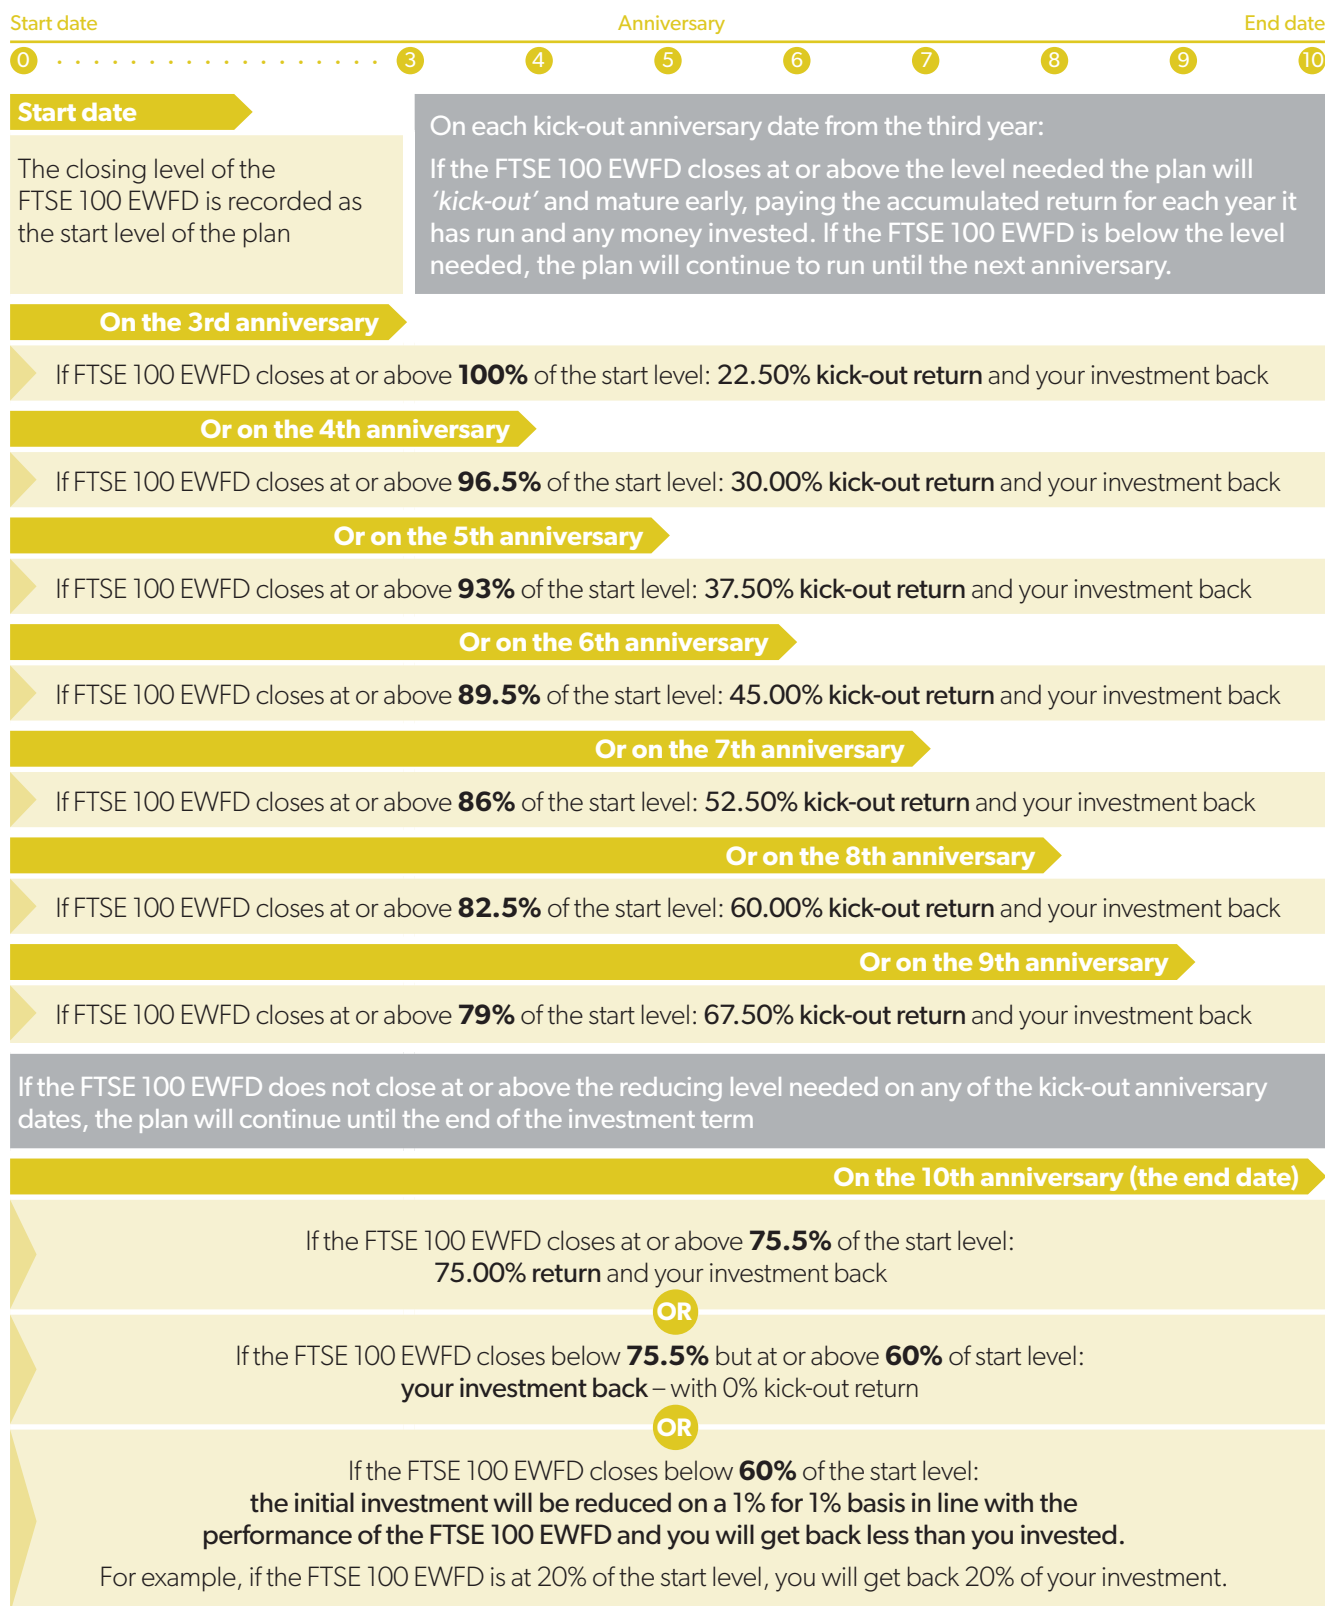 Start date
Anniversary
End date
0 3 4 5 6 7 8 9 10
Start date
The closing level of the
FTSE 100 EWFD is recorded as
the start level of the plan
On each kick-out anniversary date from the third year:
If the FTSE 100 EWFD closes at or above the level needed the plan will
‘kick-out’ and mature early, paying the accumulated return for each year it
has run and any money invested. If the FTSE 100 EWFD is below the level
needed, the plan will continue to run until the next anniversary.
On the 3rd anniversary
If FTSE 100 EWFD closes at or above 100% of the start level: 22.50% kick-out return and your investment back
Or on the 4th anniversary
If FTSE 100 EWFD closes at or above 96.5% of the start level: 30.00% kick-out return and your investment back
Or on the 5th anniversary
If FTSE 100 EWFD closes at or above 93% of the start level: 37.50% kick-out return and your investment back
Or on the 6th anniversary
If FTSE 100 EWFD closes at or above 89.5% of the start level: 45.00% kick-out return and your investment back
Or on the 7th anniversary
If FTSE 100 EWFD closes at or above 86% of the start level: 52.50% kick-out return and your investment back
Or on the 8th anniversary
If FTSE 100 EWFD closes at or above 82.5% of the start level: 60.00% kick-out return and your investment back
Or on the 9th anniversary
If FTSE 100 EWFD closes at or above 79% of the start level: 67.50% kick-out return and your investment back
If the FTSE 100 EWFD does not close at or above the reducing level needed on any of the kick-out anniversary
dates, the plan will continue until the end of the investment term
On the 10th anniversary (the end date)
If the FTSE 100 EWFD closes at or above 75.5% of the start level:
75.00% return and your investment back
OR
If the FTSE 100 EWFD closes below 75.5% but at or above 60% of start level:
your investment back – with 0% kick-out return
OR
If the FTSE 100 EWFD closes below 60% of the start level:
the initial investment will be reduced on a 1% for 1% basis in line with the
performance of the FTSE 100 EWFD and you will get back less than you invested.
For example, if the FTSE 100 EWFD is at 20% of the start level, you will get back 20% of your investment.